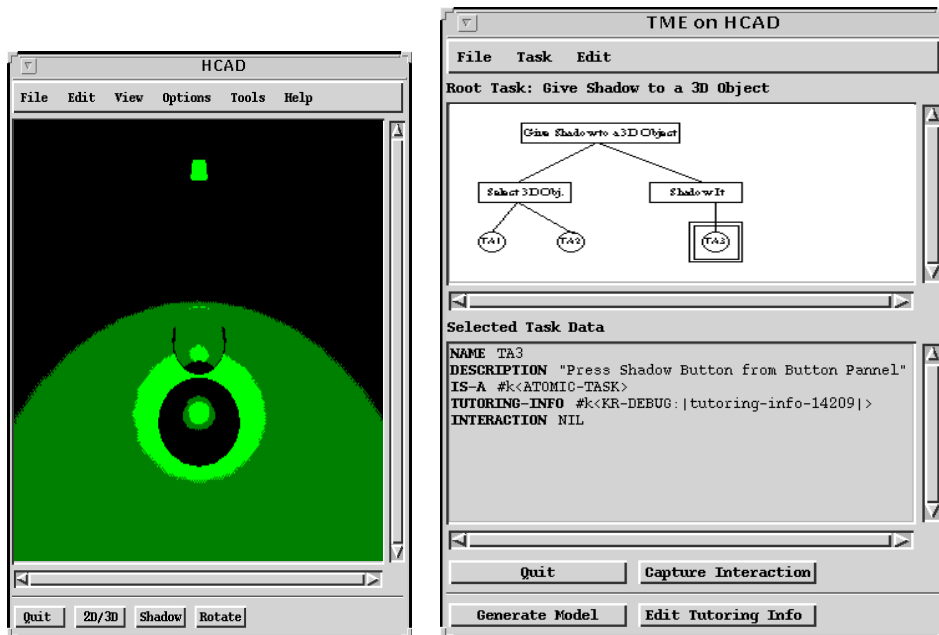 HCAD
File Edit View Options Tools Help
Quit 2D/3D Shadow Rotate
TME on HCAD
File Task Edit
Root Task: Give Shadow to a 3D Object
Give Shadow to a 3D Object
Select 3D Obj. Shadow It
TA1 TA2 TA3
Selected Task Data
NAME TA3
DESCRIPTION "Press Shadow Button from Button Pannel"
IS-A #k<ATOMIC-TASK>
TUTORING-INFO #k<KR-DEBUG:|tutoring-info-14209|>
INTERACTION NIL
Quit Capture Interaction
Generate Model Edit Tutoring Info